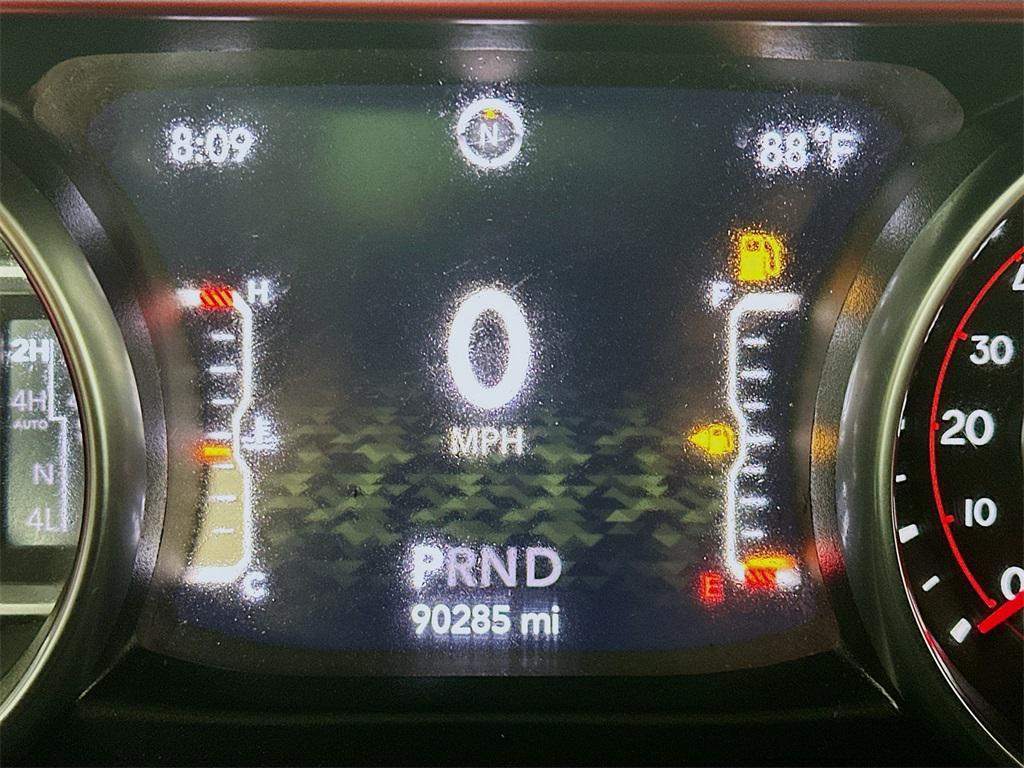 8:09
N
88°F
H
F
0
MPH
C
E
PRND
90285 mi
2H
4H
AUTO
N
4L
30
20
10
0